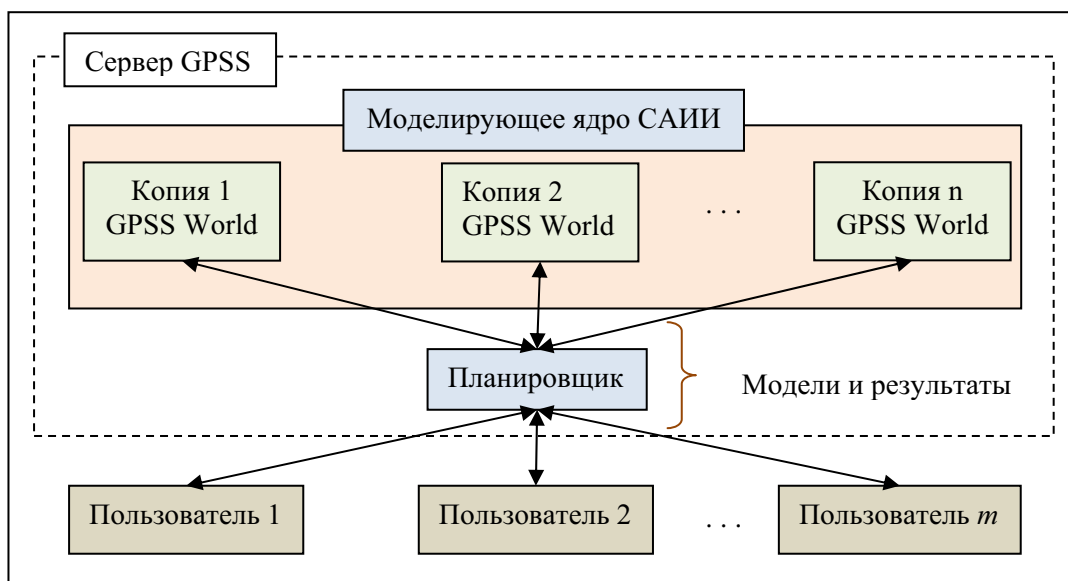 Сервер GPSS
Моделирующее ядро САИИ
Копия 1
GPSS World
Копия 2
GPSS World
. . .
Копия n
GPSS World
Планировщик
Модели и результаты
Пользователь 1
Пользователь 2
. . .
Пользователь m